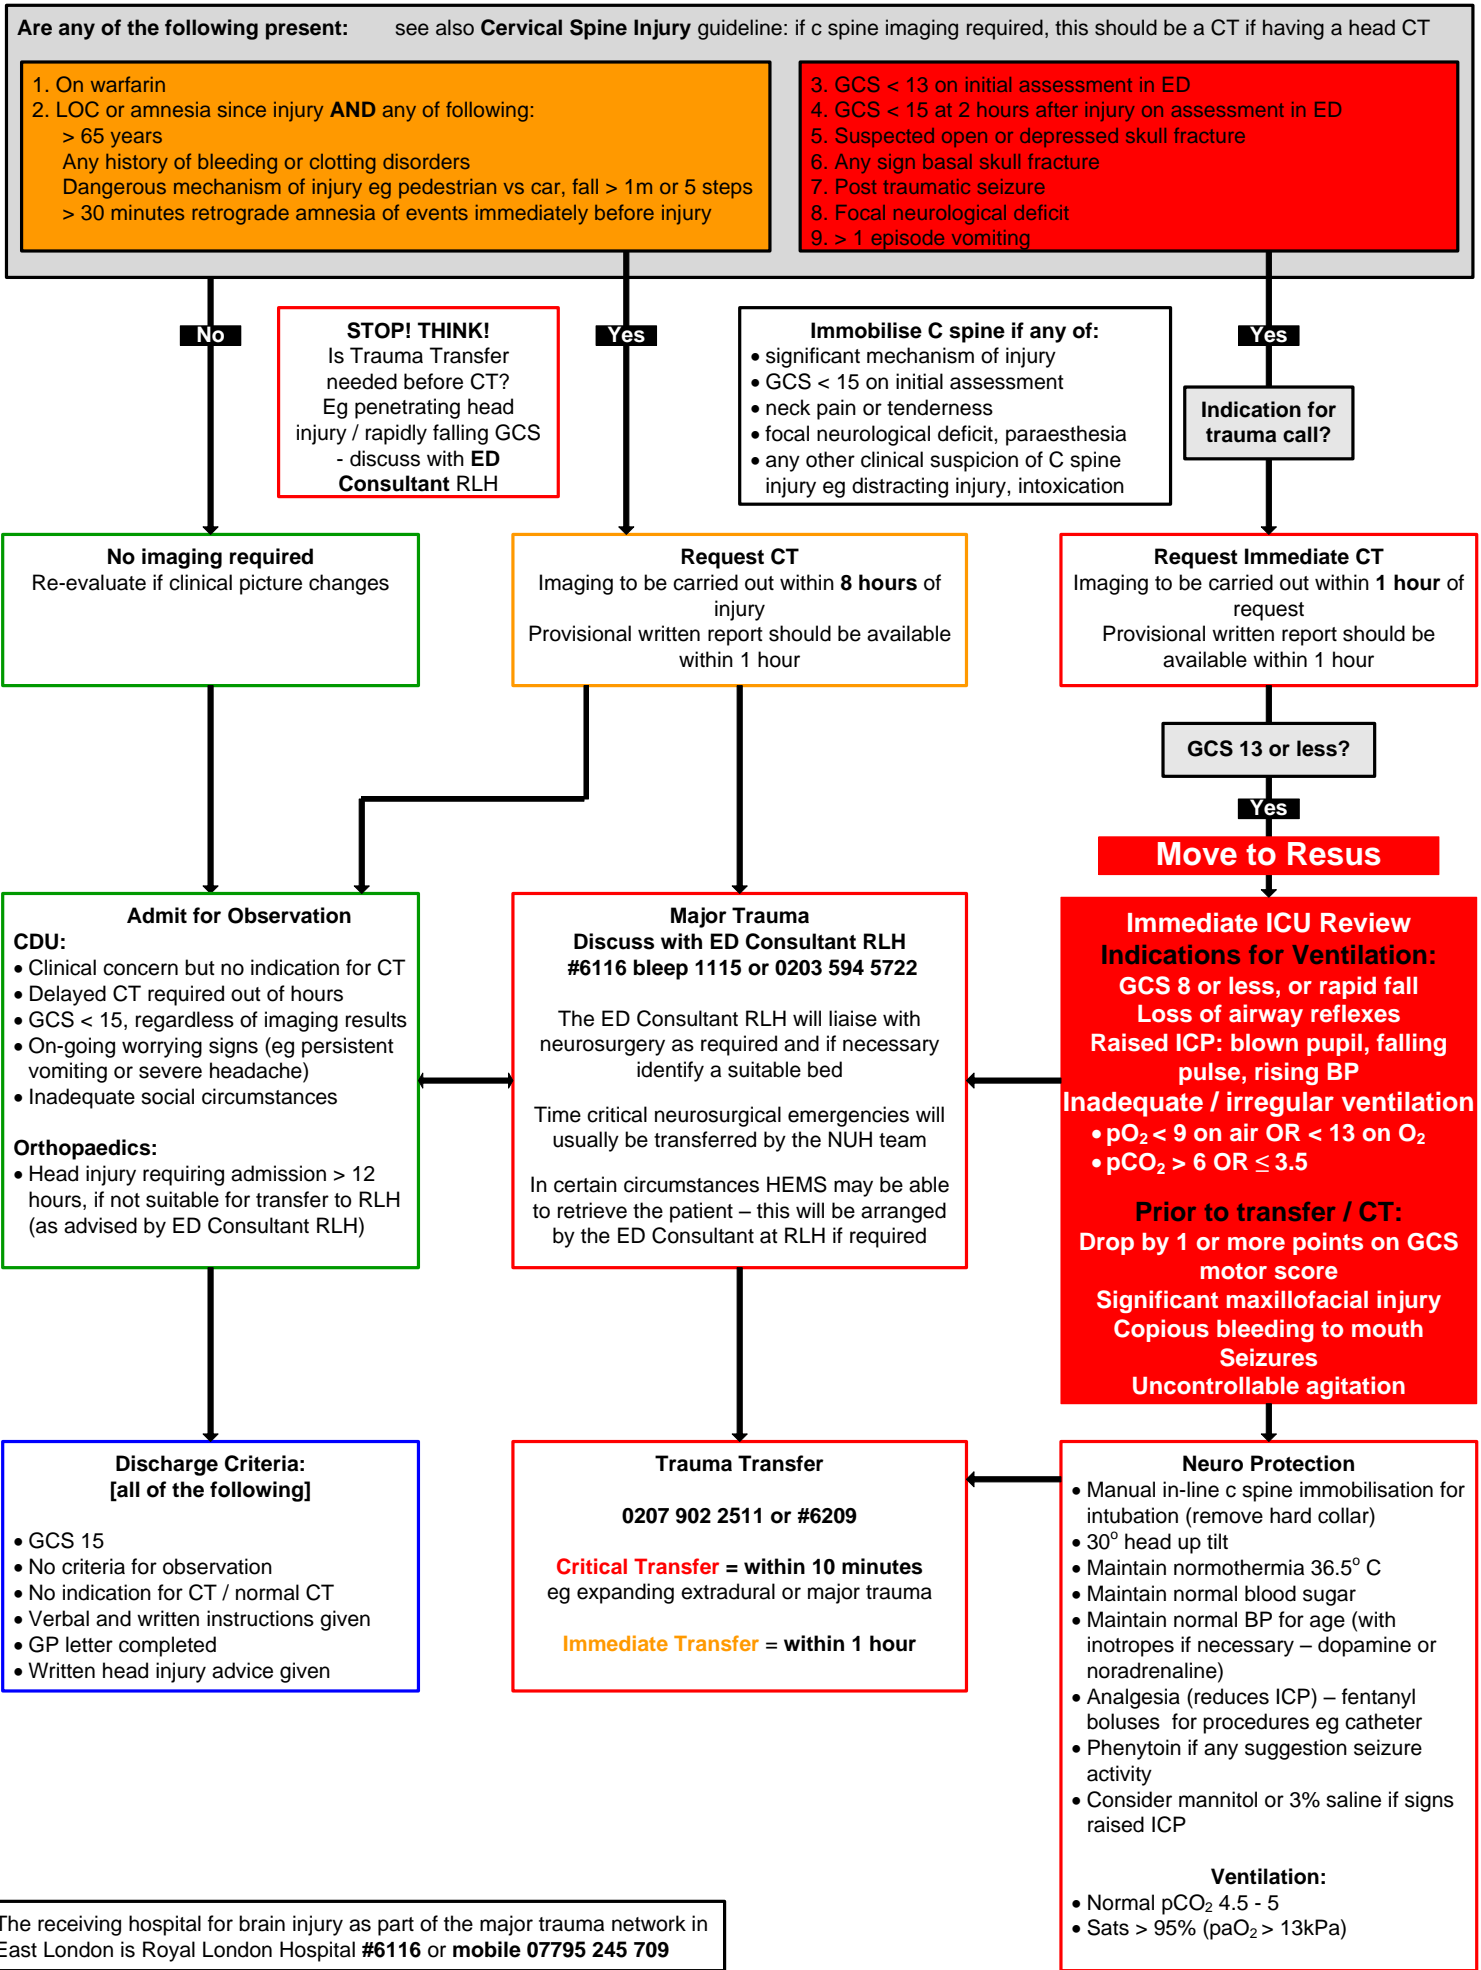 Are any of the following present: see also Cervical Spine Injury guideline: if c spine imaging required, this should be a CT if having a head CT
1. On warfarin
2. LOC or amnesia since injury AND any of following:
> 65 years
Any history of bleeding or clotting disorders
Dangerous mechanism of injury eg pedestrian vs car, fall > 1m or 5 steps
> 30 minutes retrograde amnesia of events immediately before injury
3. GCS < 13 on initial assessment in ED
4. GCS < 15 at 2 hours after injury on assessment in ED
5. Suspected open or depressed skull fracture
6. Any sign basal skull fracture
7. Post traumatic seizure
8. Focal neurological deficit
9. > 1 episode vomiting
No
STOP! THINK!
Is Trauma Transfer
needed before CT?
Eg penetrating head
injury / rapidly falling GCS
- discuss with ED
Consultant RLH
Yes
Immobilise C spine if any of:
• significant mechanism of injury
• GCS < 15 on initial assessment
• neck pain or tenderness
• focal neurological deficit, paraesthesia
• any other clinical suspicion of C spine
injury eg distracting injury, intoxication
Yes
Indication for
trauma call?
No imaging required
Re-evaluate if clinical picture changes
Request CT
Imaging to be carried out within 8 hours of
injury
Provisional written report should be available
within 1 hour
Request Immediate CT
Imaging to be carried out within 1 hour of
request
Provisional written report should be
available within 1 hour
GCS 13 or less?
Yes
Move to Resus
Admit for Observation
CDU:
• Clinical concern but no indication for CT
• Delayed CT required out of hours
• GCS < 15, regardless of imaging results
• On-going worrying signs (eg persistent
vomiting or severe headache)
• Inadequate social circumstances
Orthopaedics:
• Head injury requiring admission > 12
hours, if not suitable for transfer to RLH
(as advised by ED Consultant RLH)
Major Trauma
Discuss with ED Consultant RLH
#6116 bleep 1115 or 0203 594 5722
The ED Consultant RLH will liaise with
neurosurgery as required and if necessary
identify a suitable bed
Time critical neurosurgical emergencies will
usually be transferred by the NUH team
In certain circumstances HEMS may be able
to retrieve the patient – this will be arranged
by the ED Consultant at RLH if required
Immediate ICU Review
Indications for Ventilation:
GCS 8 or less, or rapid fall
Loss of airway reflexes
Raised ICP: blown pupil, falling
pulse, rising BP
Inadequate / irregular ventilation
• pO₂ < 9 on air OR < 13 on O₂
• pCO₂ > 6 OR ≤ 3.5
Prior to transfer / CT:
Drop by 1 or more points on GCS
motor score
Significant maxillofacial injury
Copious bleeding to mouth
Seizures
Uncontrollable agitation
Discharge Criteria:
[all of the following]
• GCS 15
• No criteria for observation
• No indication for CT / normal CT
• Verbal and written instructions given
• GP letter completed
• Written head injury advice given
Trauma Transfer
0207 902 2511 or #6209
Critical Transfer = within 10 minutes
eg expanding extradural or major trauma
Immediate Transfer = within 1 hour
Neuro Protection
• Manual in-line c spine immobilisation for
intubation (remove hard collar)
• 30° head up tilt
• Maintain normothermia 36.5° C
• Maintain normal blood sugar
• Maintain normal BP for age (with
inotropes if necessary – dopamine or
noradrenaline)
• Analgesia (reduces ICP) – fentanyl
boluses for procedures eg catheter
• Phenytoin if any suggestion seizure
activity
• Consider mannitol or 3% saline if signs
raised ICP
Ventilation:
• Normal pCO₂ 4.5 - 5
• Sats > 95% (paO₂ > 13kPa)
The receiving hospital for brain injury as part of the major trauma network in
East London is Royal London Hospital #6116 or mobile 07795 245 709